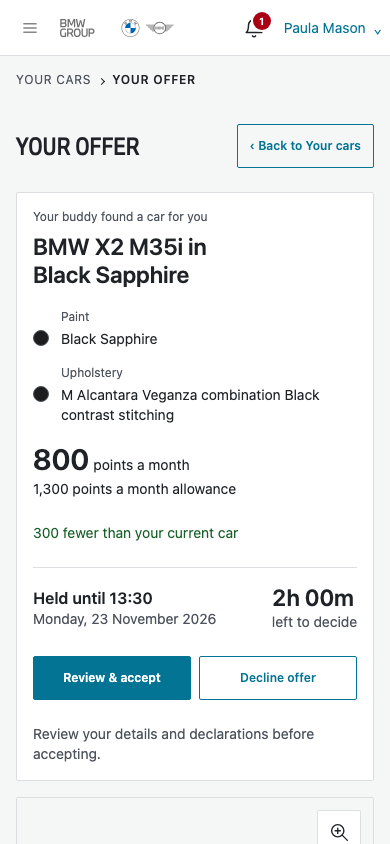 BMW
GROUP
1
Paula Mason
YOUR CARS > YOUR OFFER
YOUR OFFER
‹ Back to Your cars
Your buddy found a car for you
BMW X2 M35i in
Black Sapphire
Paint
Black Sapphire
Upholstery
M Alcantara Veganza combination Black
contrast stitching
800 points a month
1,300 points a month allowance
300 fewer than your current car
Held until 13:30
2h 00m
Monday, 23 November 2026
left to decide
Review & accept
Decline offer
Review your details and declarations before
accepting.